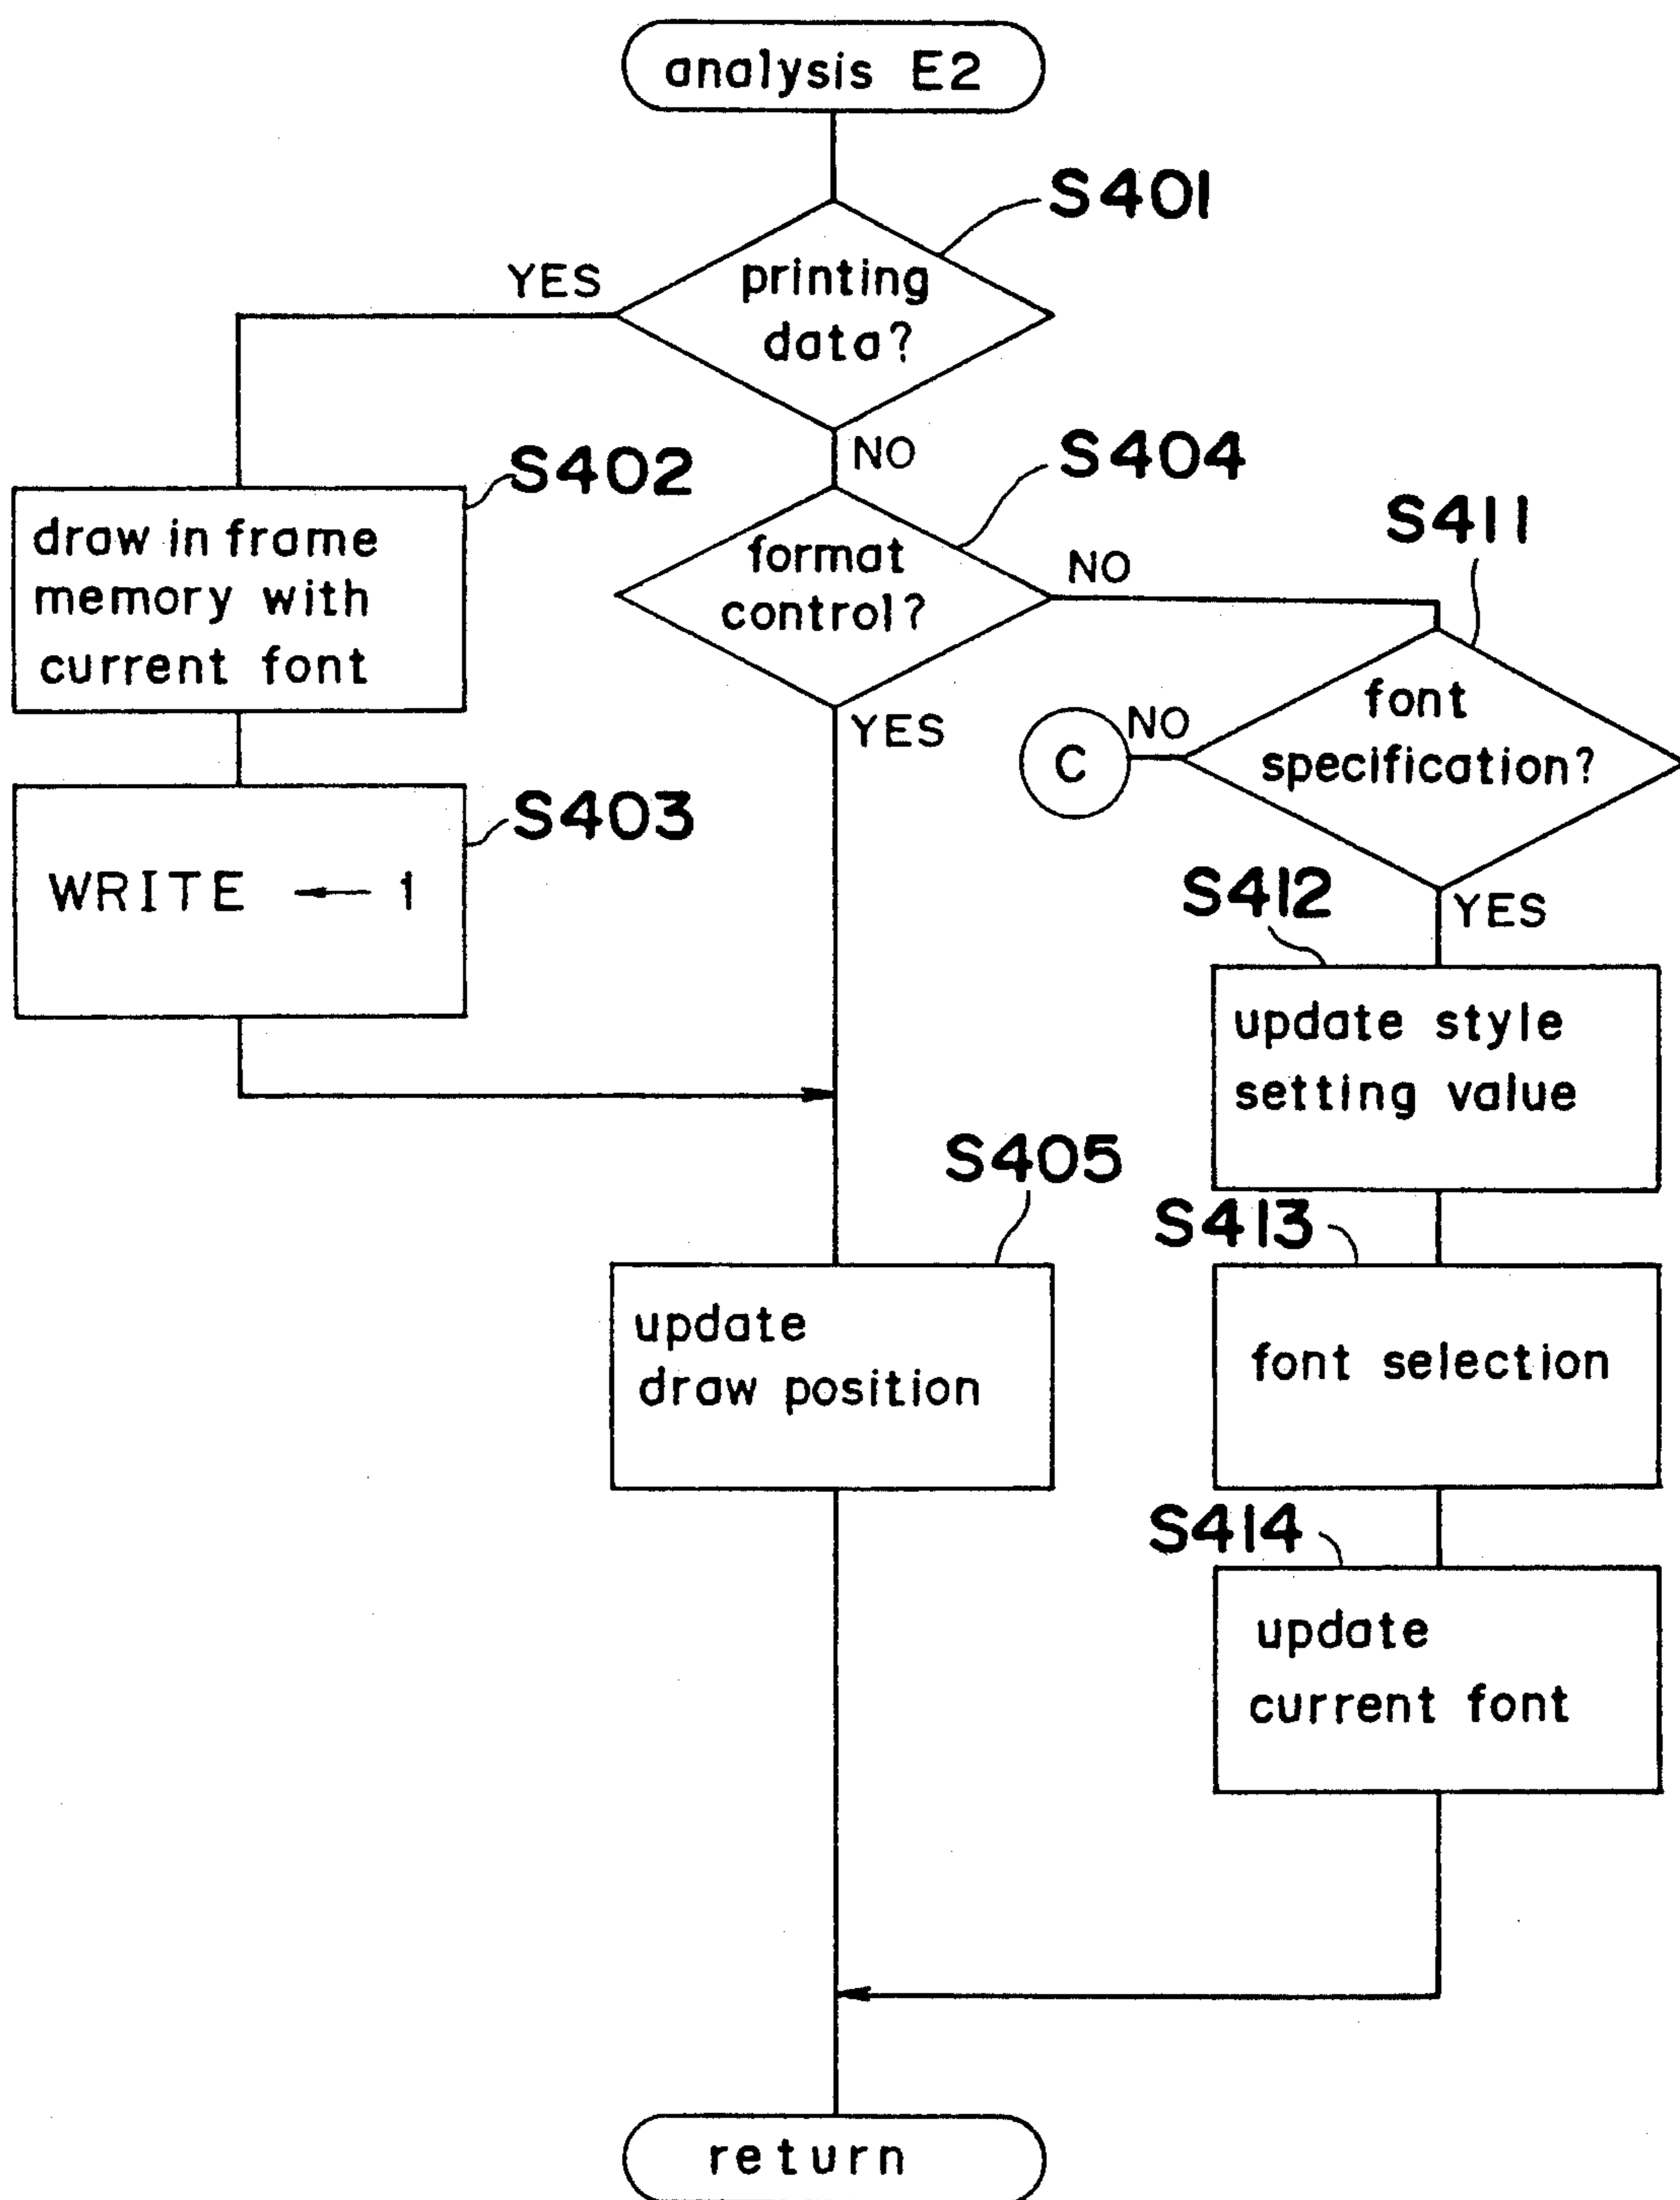 analysis E2
S401
YES
printing
data?
NO
S402
draw in frame
memory with
current font
S404
format
control?
NO
S411
font
specification?
NO
C
YES
S403
WRITE ← 1
S412
YES
update style
setting value
S405
update
draw position
S413
font selection
S414
update
current font
return